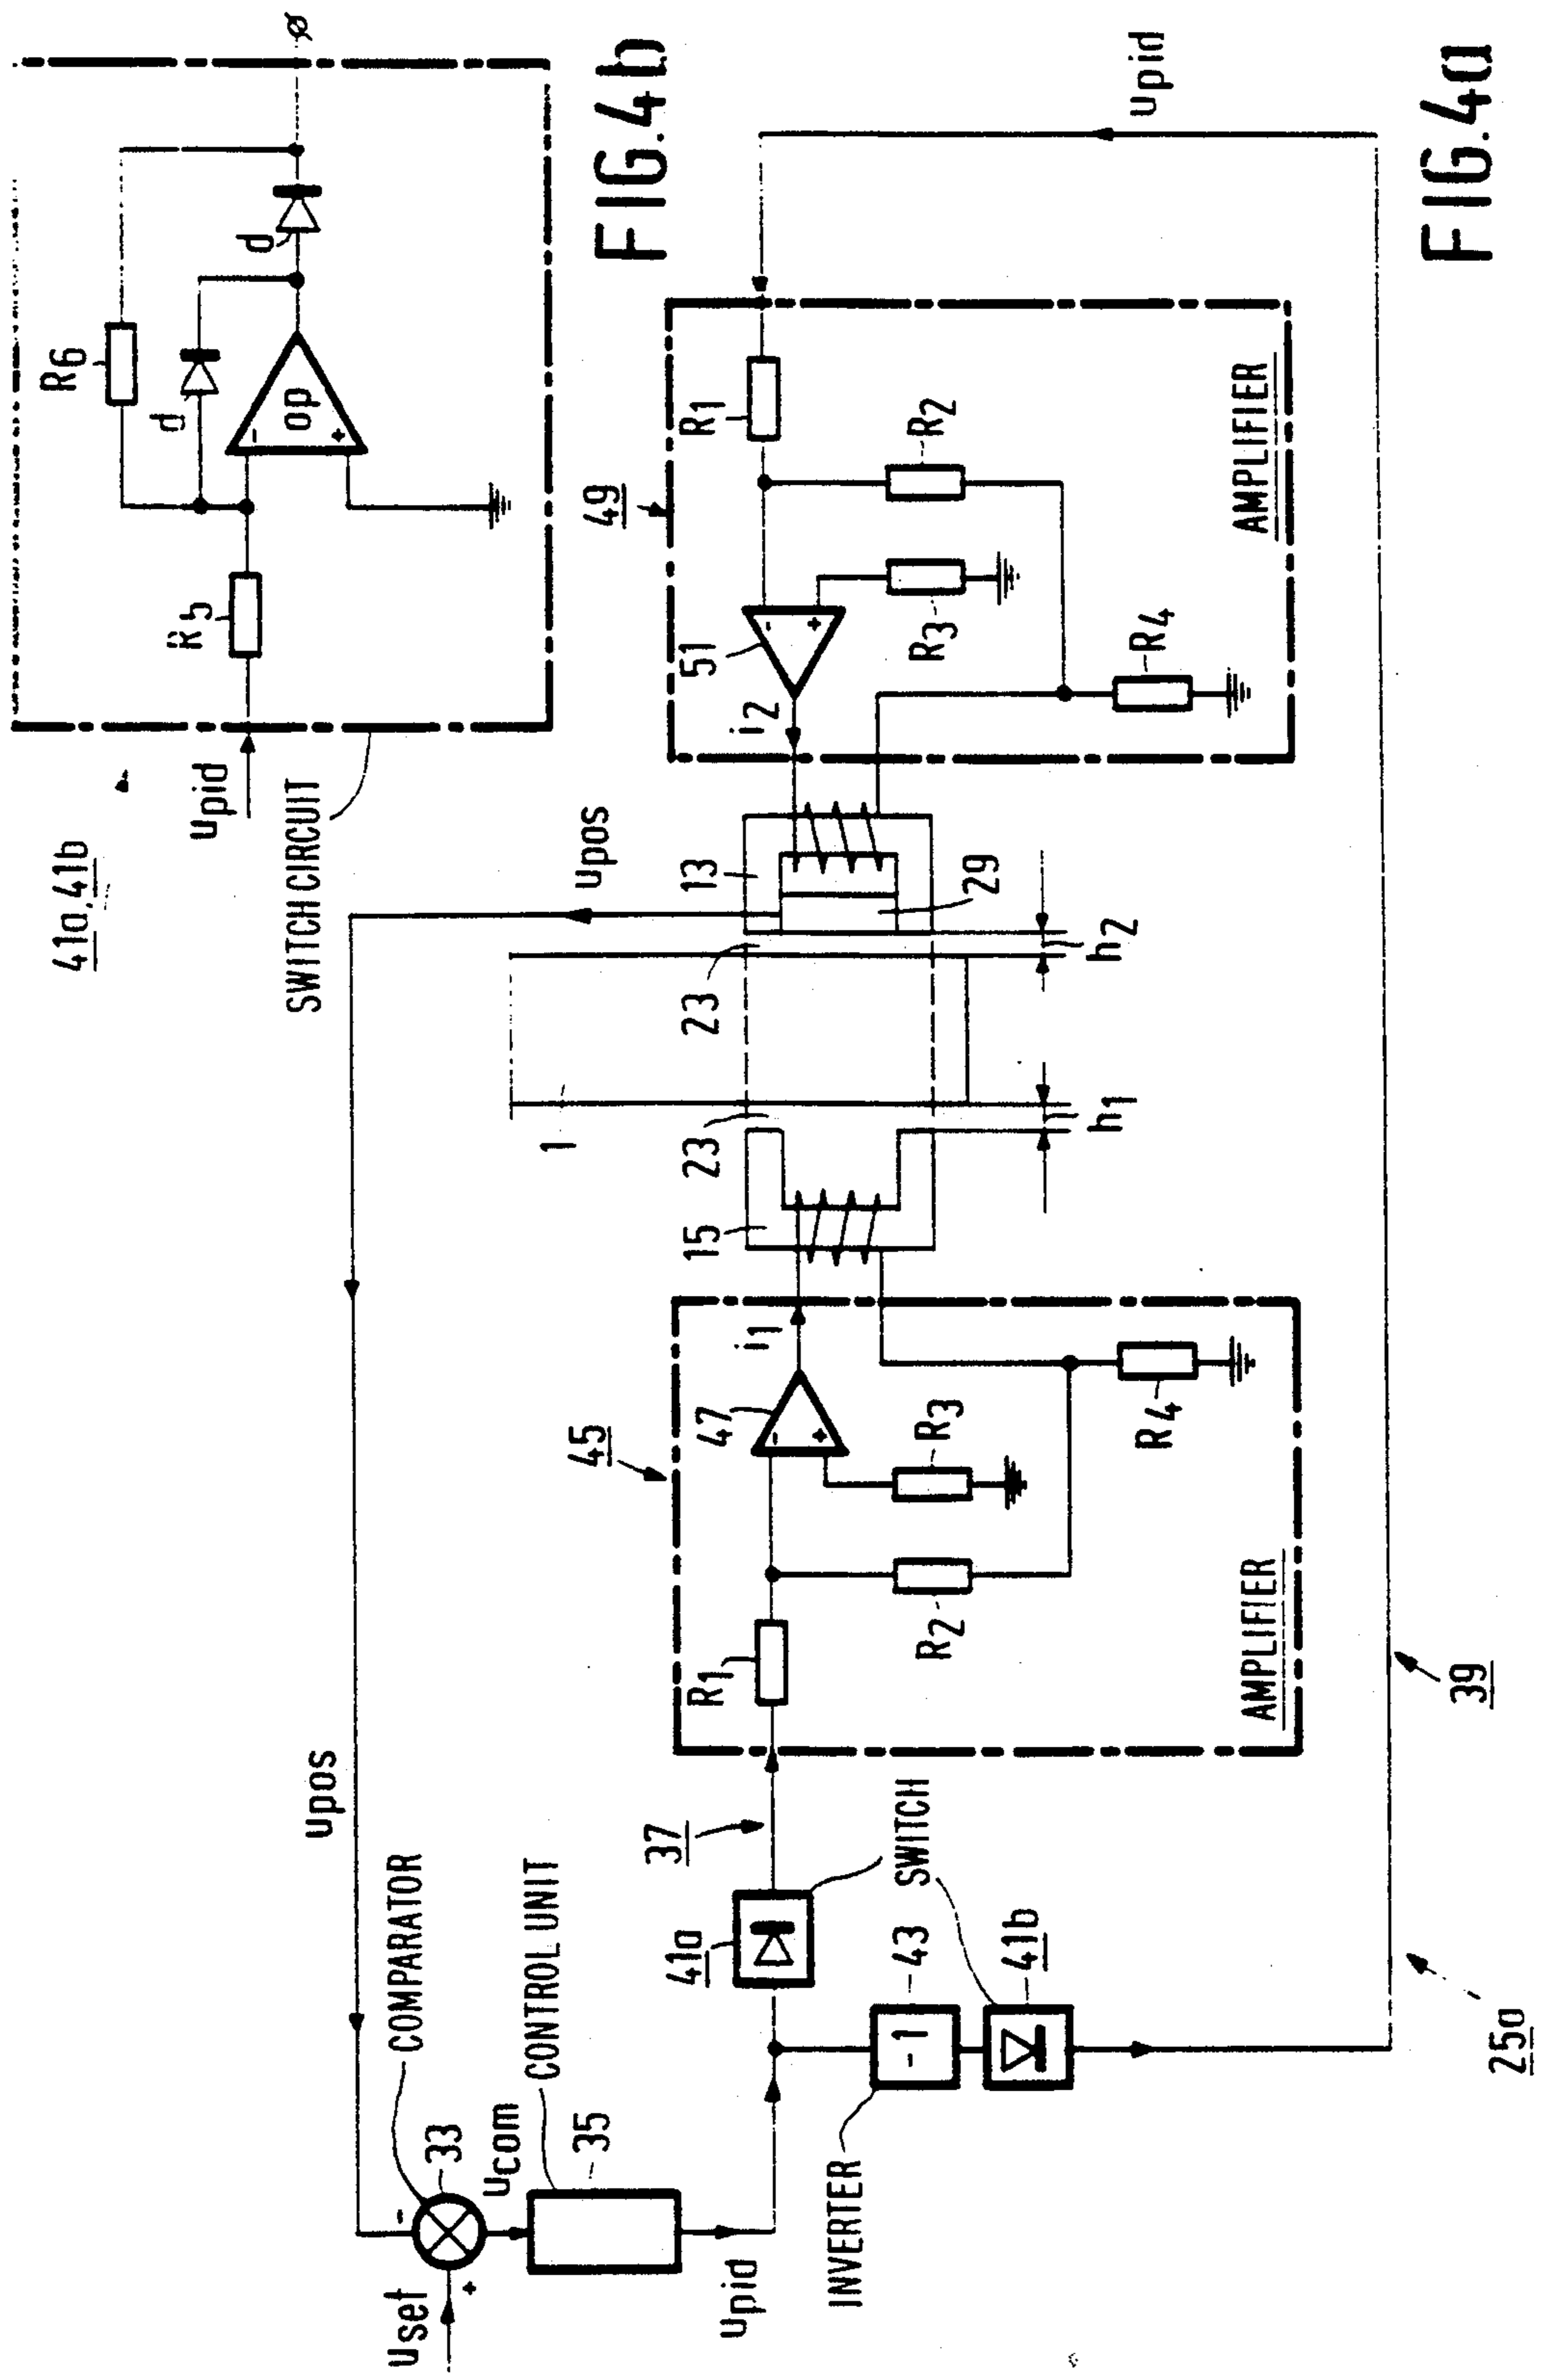 FIG.4b
41a, 41b
SWITCH CIRCUIT
upid
R5
R6
d
d
op
-
+
FIG.4a
uset
+
-
COMPARATOR
33
ucom
CONTROL UNIT
35
upid
upos
INVERTER
-1
43
41a
41b
SWITCH
37
39
25a
45
R1
R2
47
-
+
R3
R4
i1
AMPLIFIER
15
23
1
h1
23
h2
13
29
upos
49
i2
51
-
+
R3
R4
R2
R1
AMPLIFIER
upid